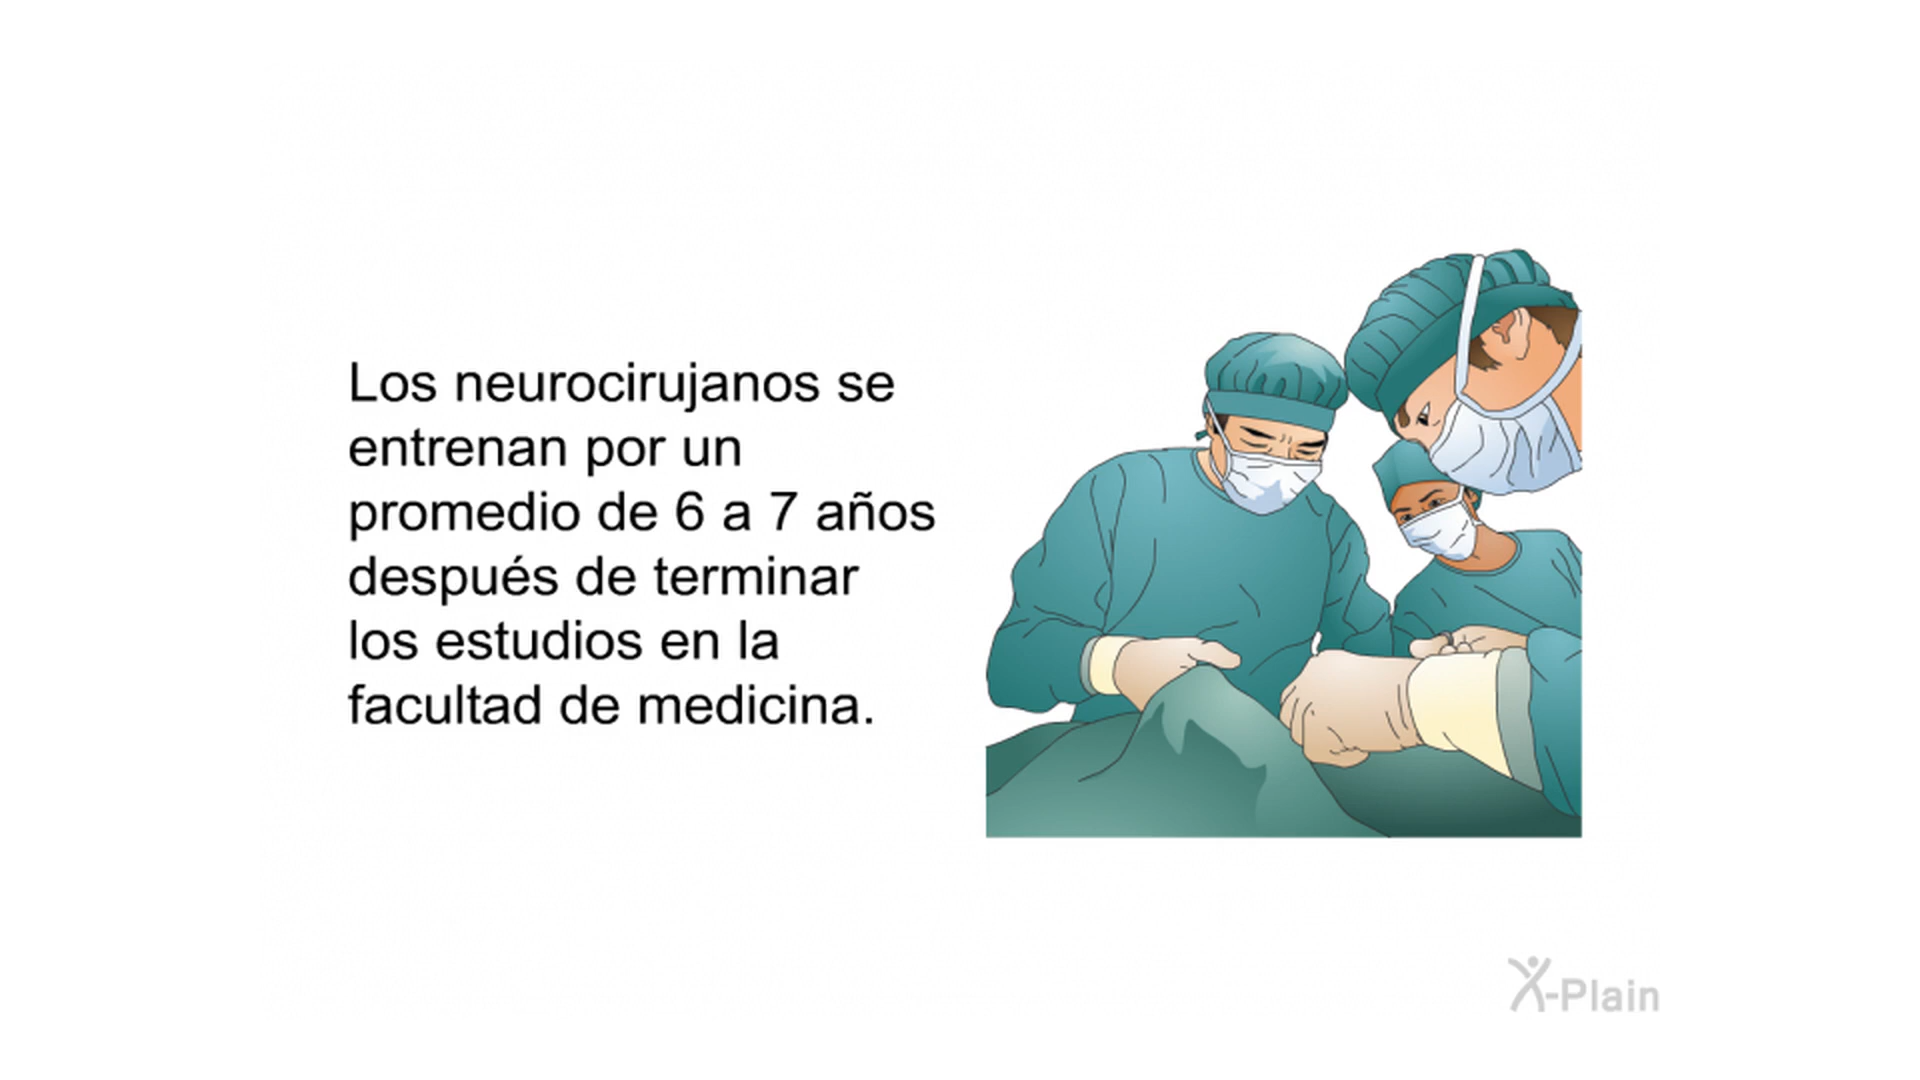 Los neurocirujanos se
entrenan por un
promedio de 6 a 7 años
después de terminar
los estudios en la
facultad de medicina.
X-Plain